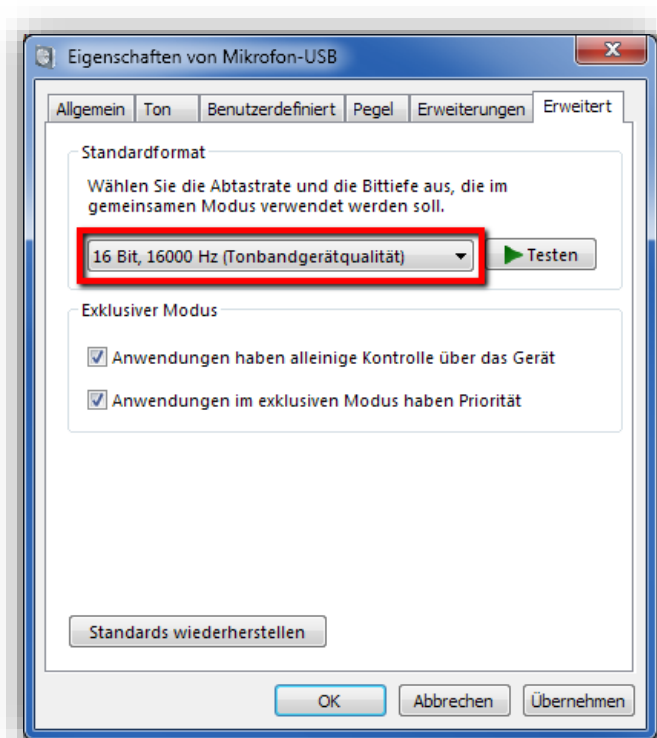 Eigenschaften von Mikrofon-USB
Allgemein Ton Benutzerdefiniert Pegel Erweiterungen Erweitert
Standardformat
Wählen Sie die Abtastrate und die Bittiefe aus, die im
gemeinsamen Modus verwendet werden soll.
16 Bit, 16000 Hz (Tonbandgerätqualität) Testen
Exklusiver Modus
Anwendungen haben alleinige Kontrolle über das Gerät
Anwendungen im exklusiven Modus haben Priorität
Standards wiederherstellen
OK Abbrechen Übernehmen